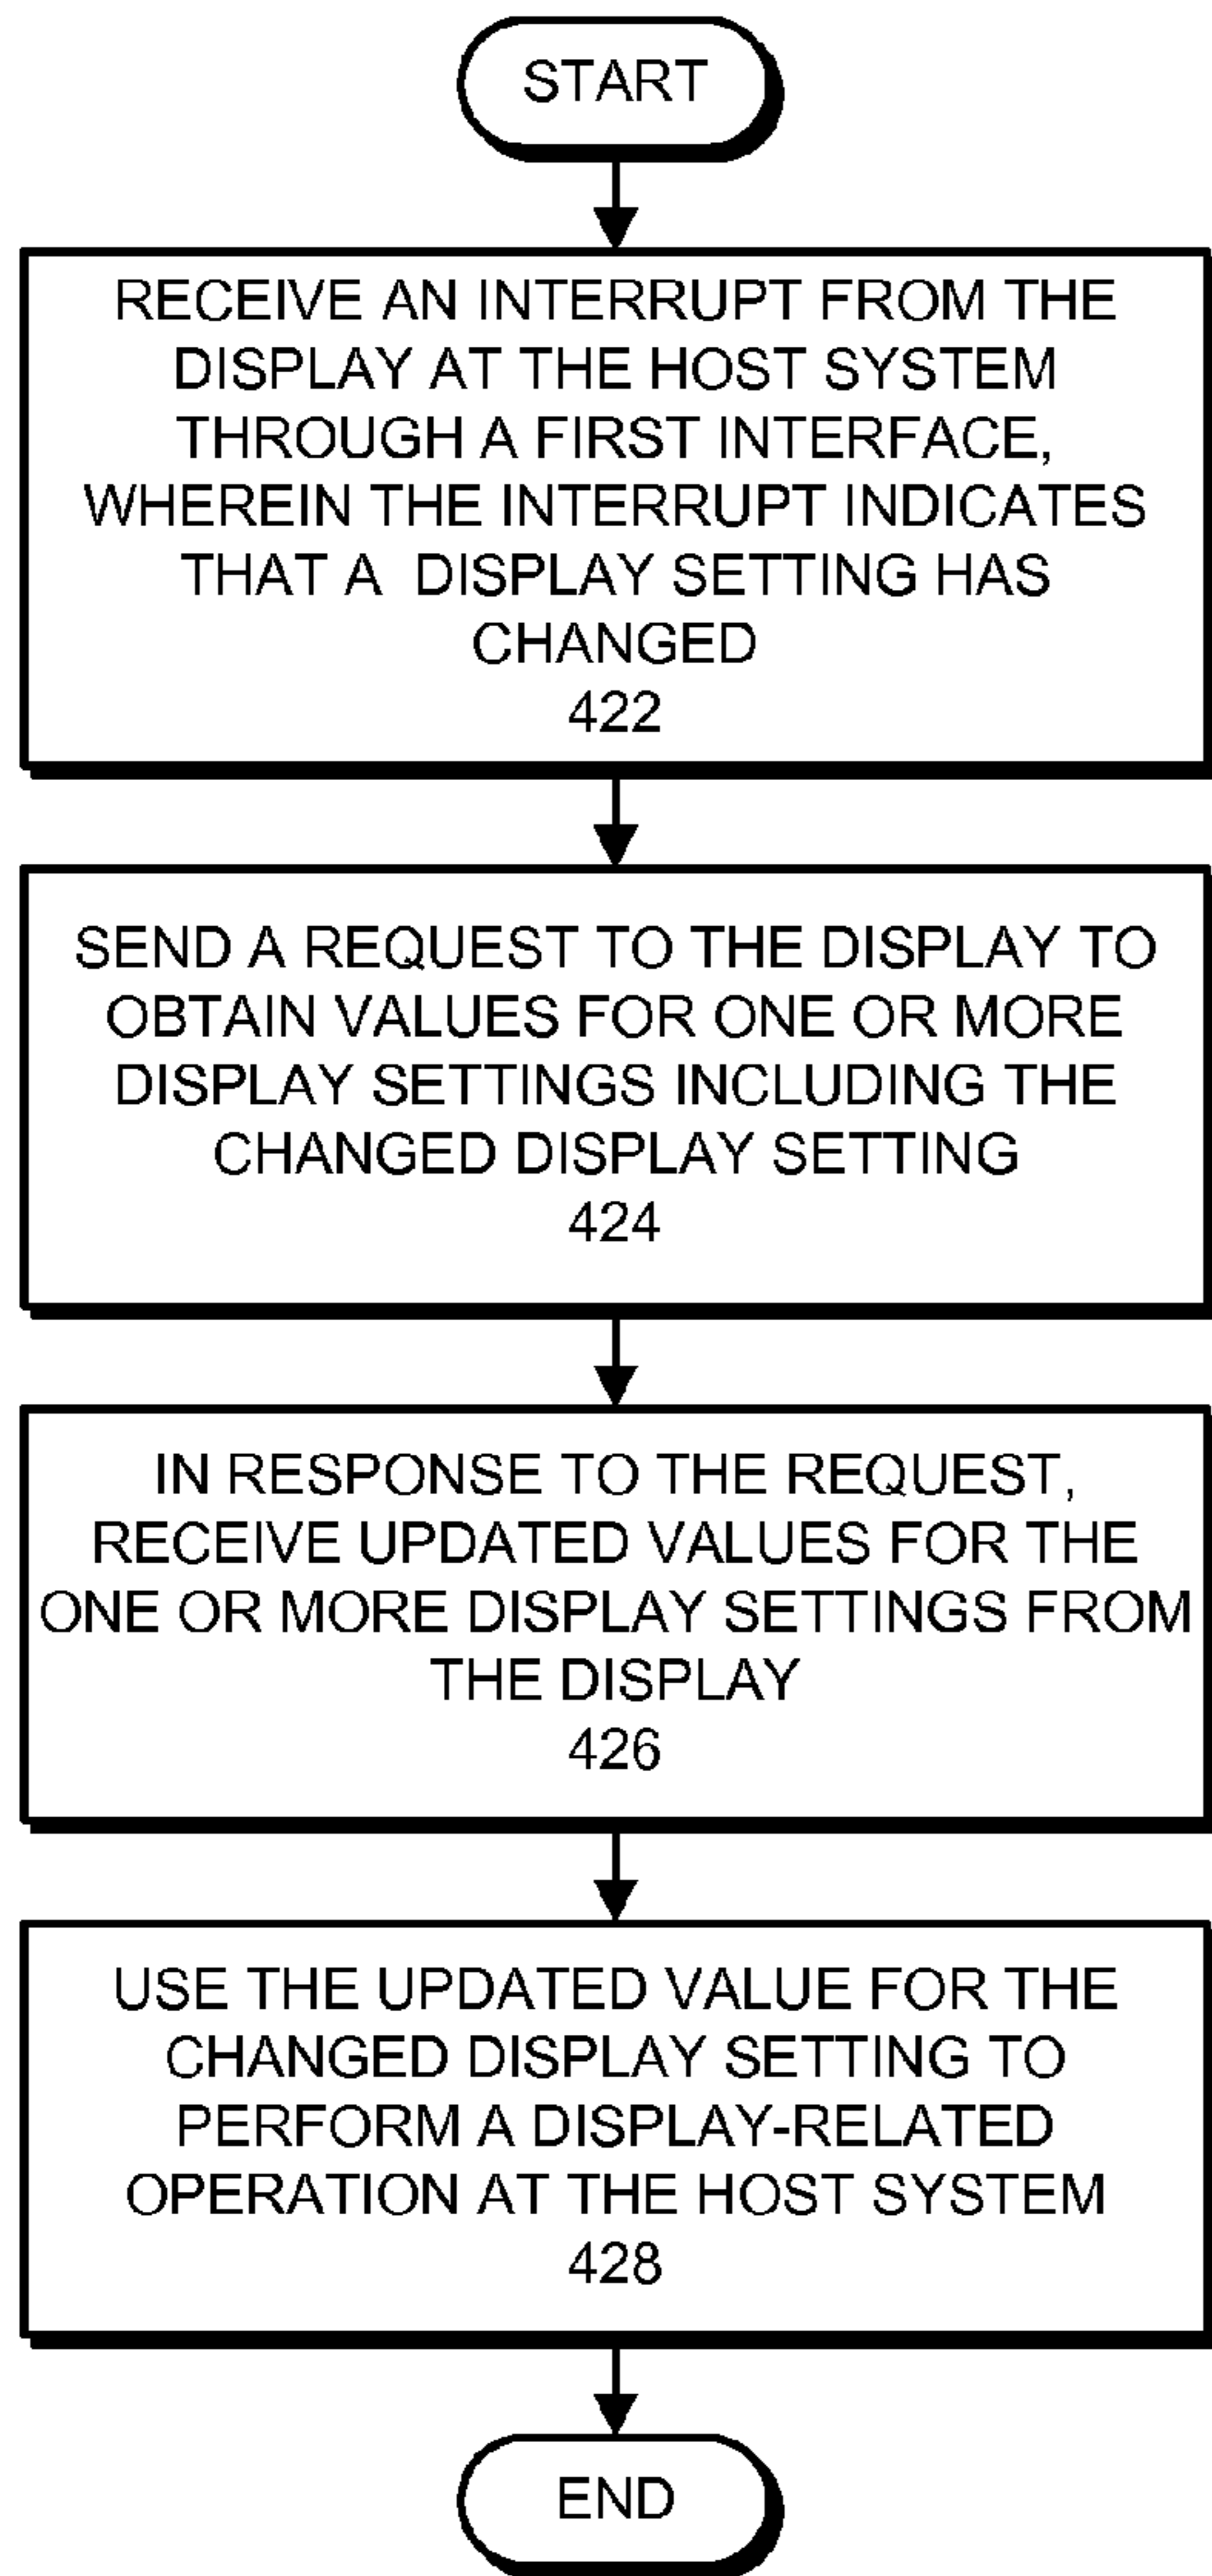 START
RECEIVE AN INTERRUPT FROM THE
DISPLAY AT THE HOST SYSTEM
THROUGH A FIRST INTERFACE,
WHEREIN THE INTERRUPT INDICATES
THAT A DISPLAY SETTING HAS
CHANGED
422
SEND A REQUEST TO THE DISPLAY TO
OBTAIN VALUES FOR ONE OR MORE
DISPLAY SETTINGS INCLUDING THE
CHANGED DISPLAY SETTING
424
IN RESPONSE TO THE REQUEST,
RECEIVE UPDATED VALUES FOR THE
ONE OR MORE DISPLAY SETTINGS FROM
THE DISPLAY
426
USE THE UPDATED VALUE FOR THE
CHANGED DISPLAY SETTING TO
PERFORM A DISPLAY-RELATED
OPERATION AT THE HOST SYSTEM
428
END